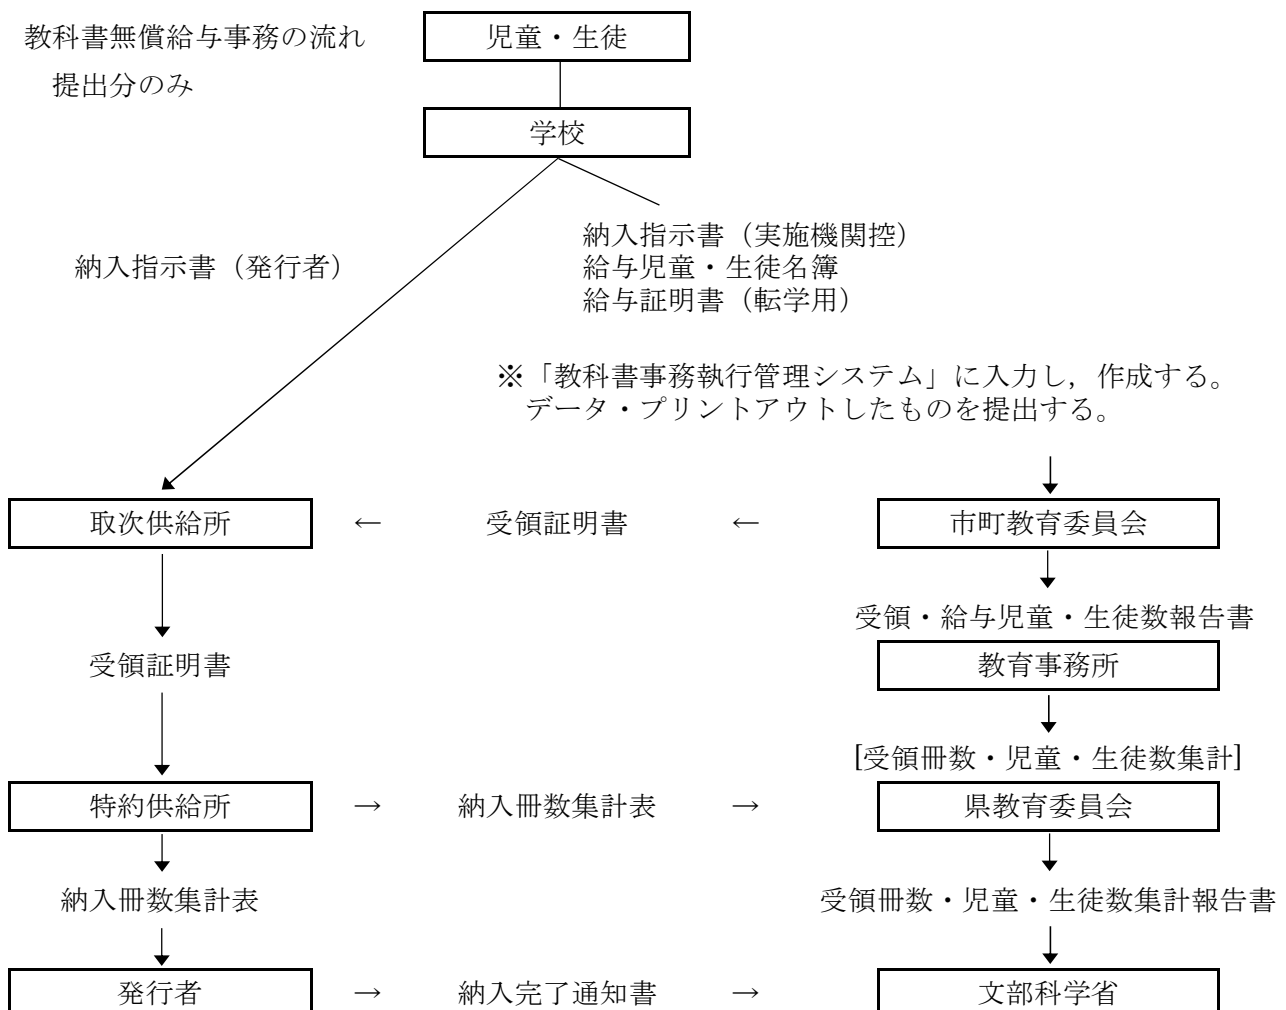 教科書無償給与事務の流れ
提出分のみ
児童・生徒
学校
納入指示書（発行者）
納入指示書（実施機関控）
給与児童・生徒名簿
給与証明書（転学用）
※「教科書事務執行管理システム」に入力し，作成する。
データ・プリントアウトしたものを提出する。
取次供給所
←
受領証明書
←
市町教育委員会
受領・給与児童・生徒数報告書
受領証明書
教育事務所
[受領冊数・児童・生徒数集計]
特約供給所
→
納入冊数集計表
→
県教育委員会
納入冊数集計表
受領冊数・児童・生徒数集計報告書
発行者
→
納入完了通知書
→
文部科学省